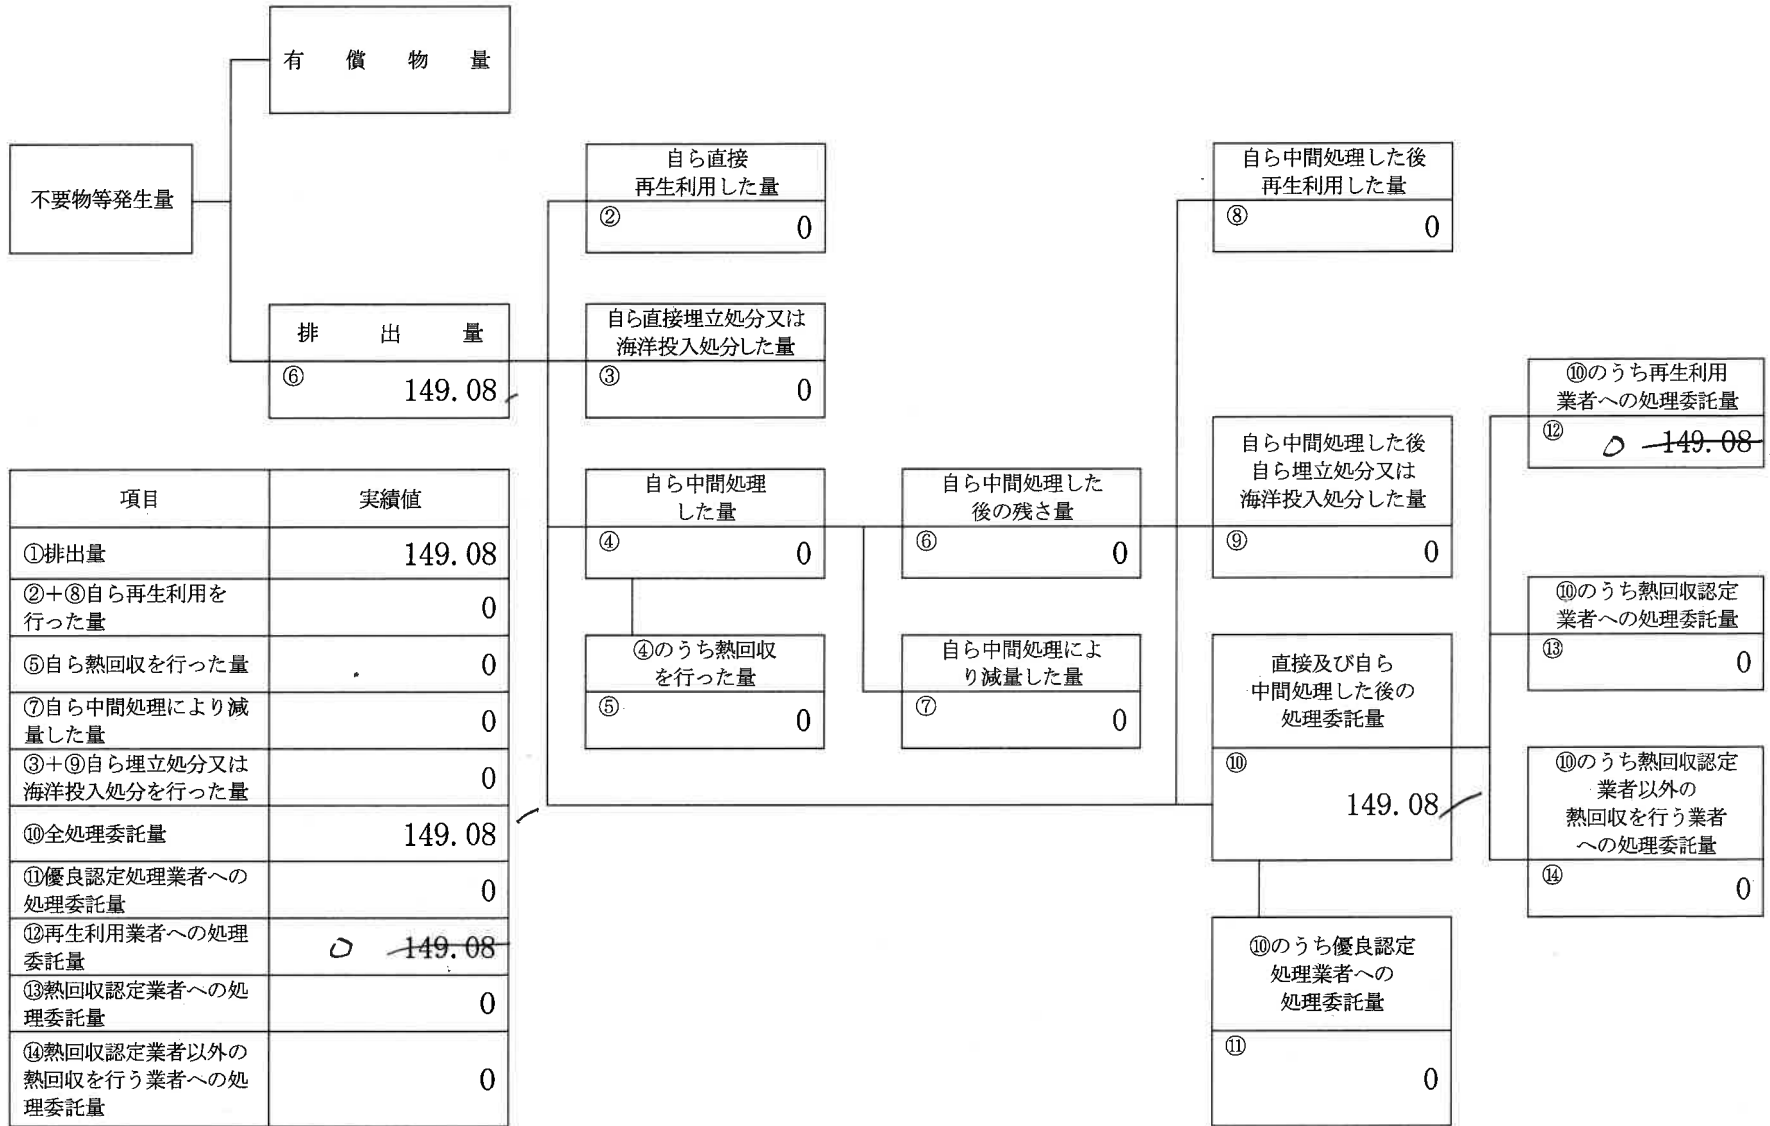 有償物量
不要物等発生量
排出量
⑥ 149.08
自ら直接
再生利用した量
② 0
自ら直接埋立処分又は
海洋投入処分した量
③ 0
自ら中間処理
した量
④ 0
④のうち熱回収
を行った量
⑤ 0
自ら中間処理した
後の残さ量
⑥ 0
自ら中間処理によ
り減量した量
⑦ 0
自ら中間処理した後
再生利用した量
⑧ 0
自ら中間処理した後
自ら埋立処分又は
海洋投入処分した量
⑨ 0
直接及び自ら
中間処理した後の
処理委託量
⑩
149.08
⑩のうち優良認定
処理業者への
処理委託量
⑪
0
⑩のうち再生利用
業者への処理委託量
⑫ 0 149.08
⑩のうち熱回収認定
業者への処理委託量
⑬ 0
⑩のうち熱回収認定
業者以外の
熱回収を行う業者
への処理委託量
⑭ 0
項目 実績値
①排出量 149.08
②+⑧自ら再生利用を
行った量 0
⑤自ら熱回収を行った量 0
⑦自ら中間処理により減
量した量 0
③+⑨自ら埋立処分又は
海洋投入処分を行った量 0
⑩全処理委託量 149.08
⑪優良認定処理業者への
処理委託量 0
⑫再生利用業者への処理
委託量 0 149.08
⑬熱回収認定業者への処
理委託量 0
⑭熱回収認定業者以外の
熱回収を行う業者への処
理委託量 0